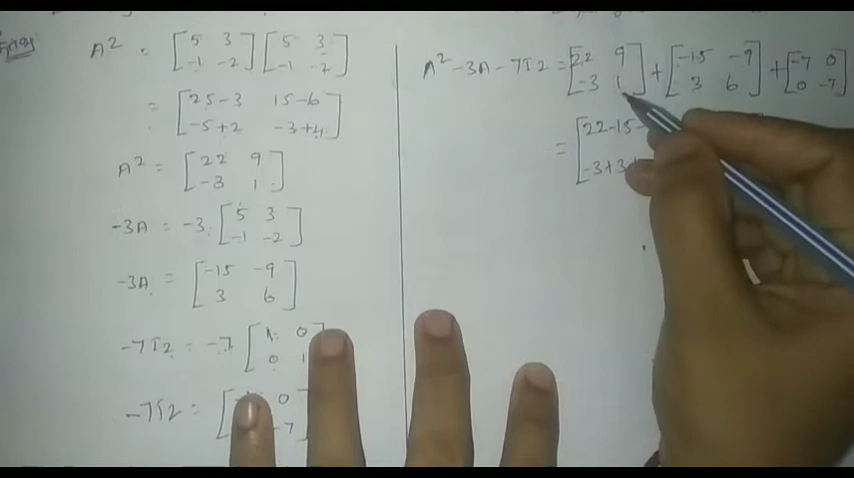 A² = [5 3; -1 -2] [5 3; -1 -2]
= [25-3 15-6; -5+2 -3+4]
A² = [22 9; -3 1]
-3A = -3 [5 3; -1 -2]
-3A = [-15 -9; 3 6]
-7I2 = -7 [1 0; 0 1]
-7I2 = [ 0; -7]
A²-3A-7I2 = [22 9; -3 1] + [-15 -9; 3 6] + [-7 0; 0 -7]
= [22-15-; -3+3+